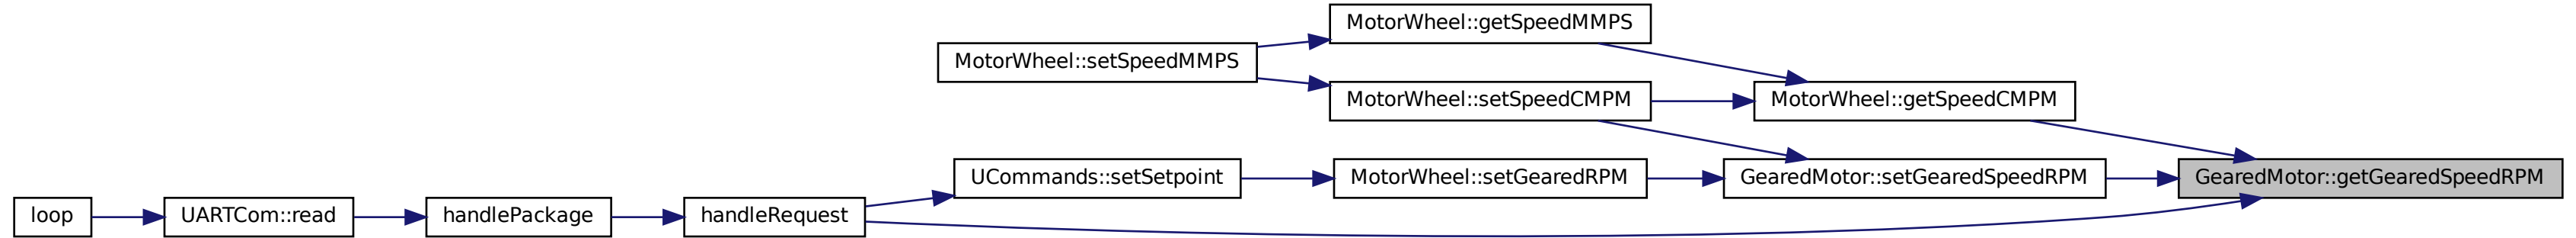 MotorWheel::getSpeedMMPS
MotorWheel::setSpeedMMPS
MotorWheel::setSpeedCMPM
MotorWheel::getSpeedCMPM
UCommands::setSetpoint
MotorWheel::setGearedRPM
GearedMotor::setGearedSpeedRPM
GearedMotor::getGearedSpeedRPM
loop
UARTCom::read
handlePackage
handleRequest